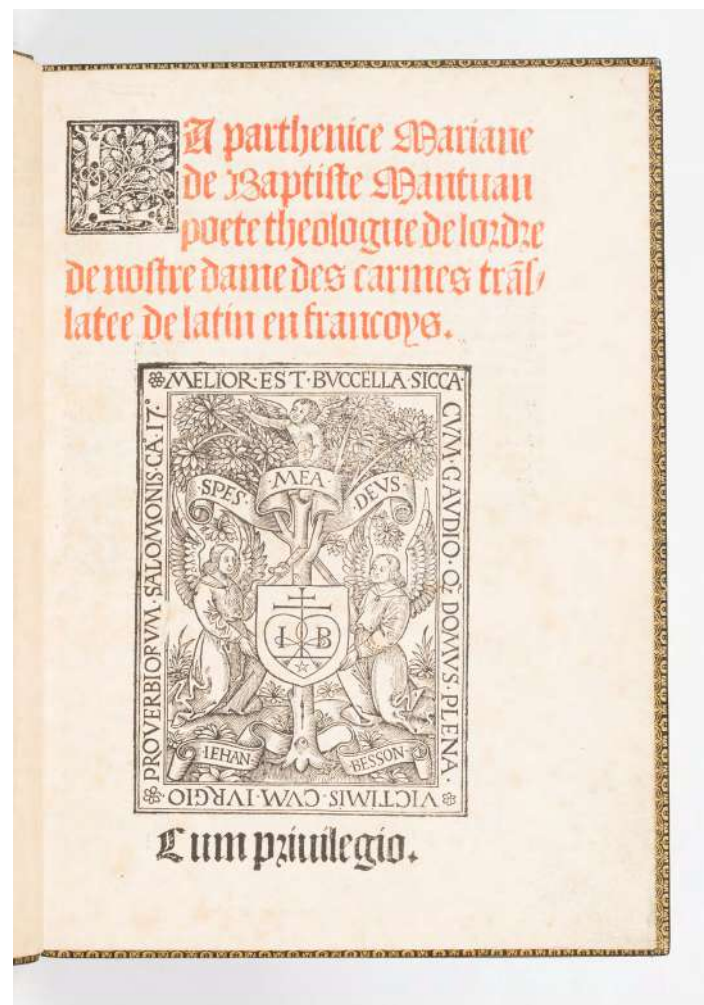 LA parthenice Mariane
de Baptiste Mantuan
poete theologue de lordre
de nostre dame des carmes trãs/
latee de latin en francoys.
❀MELIOR·EST·BVCCELLA·SICCA·
CVM·GAVDIO·Qꝫ DOMVS·PLENA·
VICTIMIS·CVM·IVRGIO·❀
PROVERBIORVM·SALOMONIS·CA·17·
SPES· ·MEA· DEVS·
I B
·IEHAN· ·BESSON·
Cum priuilegio.